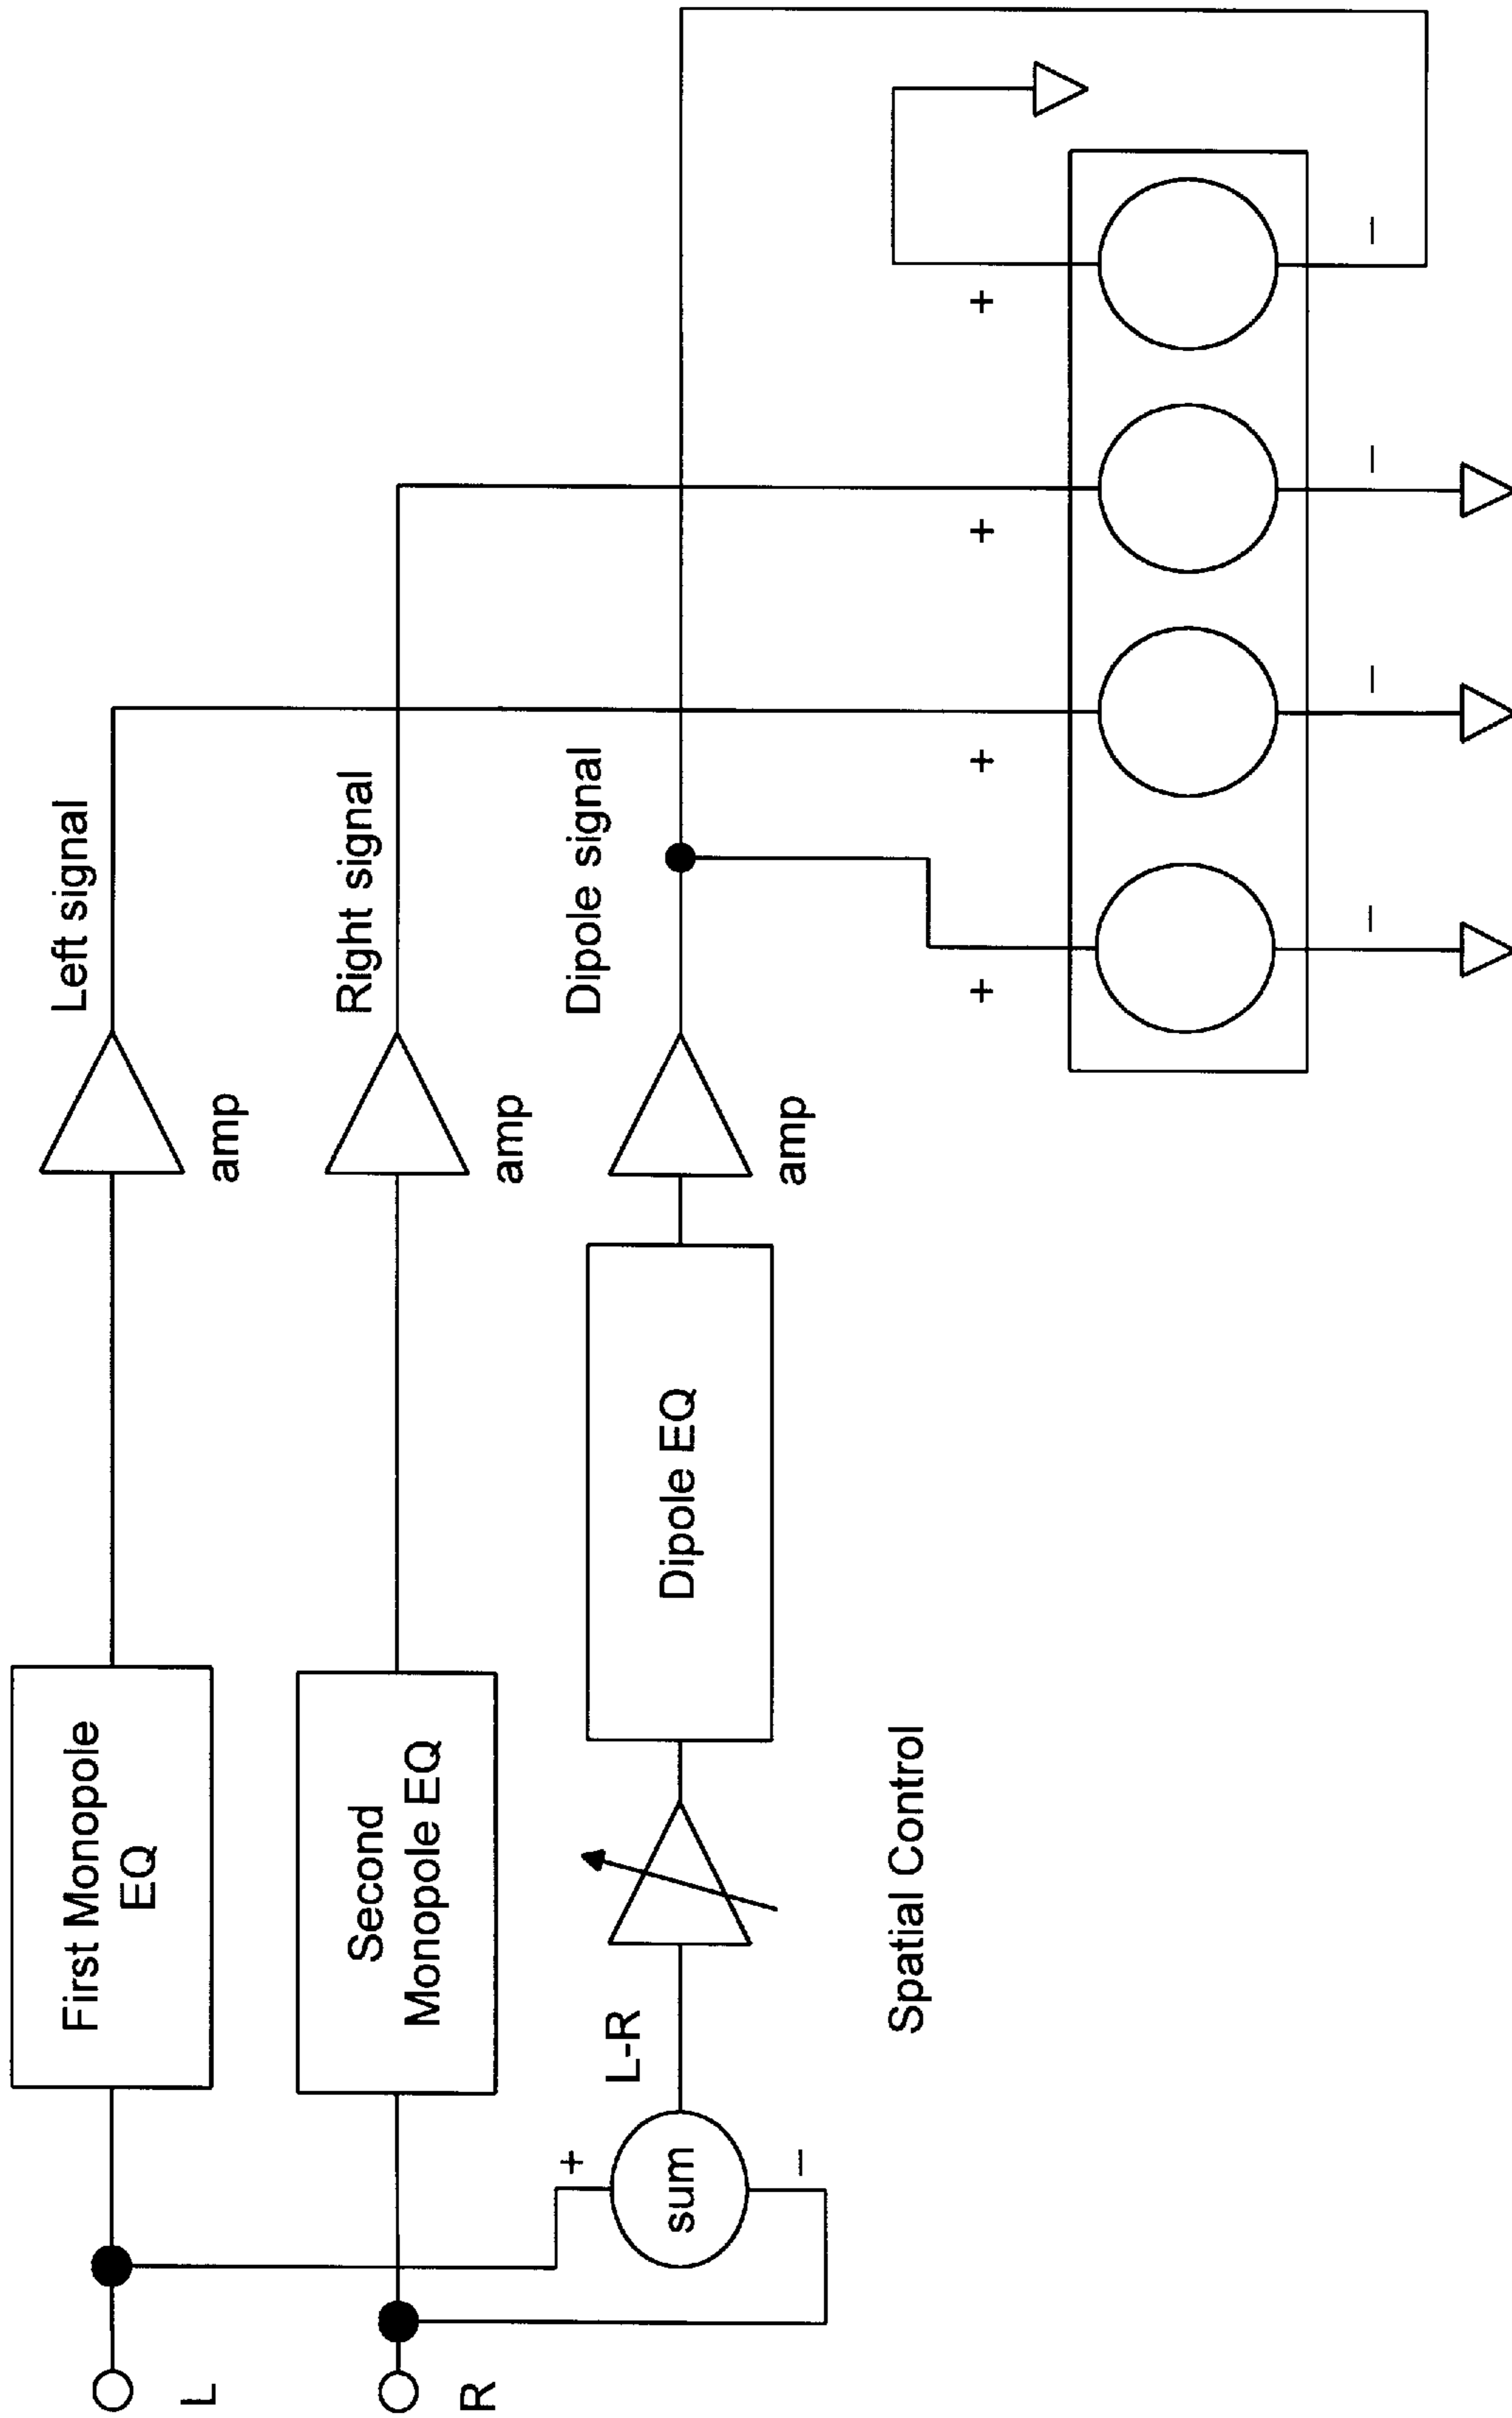 L
First Monopole
EQ
amp
Left signal
R
Second
Monopole EQ
amp
Right signal
+
sum
−
L-R
Spatial Control
Dipole EQ
amp
Dipole signal
+
+
+
+
−
−
−
−